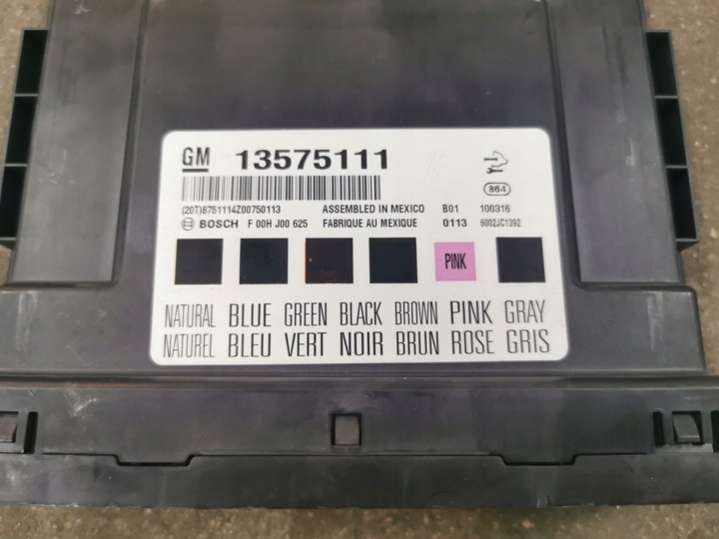 GM 13575111
864
(20T)8751114Z00750113 ASSEMBLED IN MEXICO B01 100316
BOSCH F 00H J00 625 FABRIQUE AU MEXIQUE 0113 6002JC1392
PINK
NATURAL BLUE GREEN BLACK BROWN PINK GRAY
NATUREL BLEU VERT NOIR BRUN ROSE GRIS